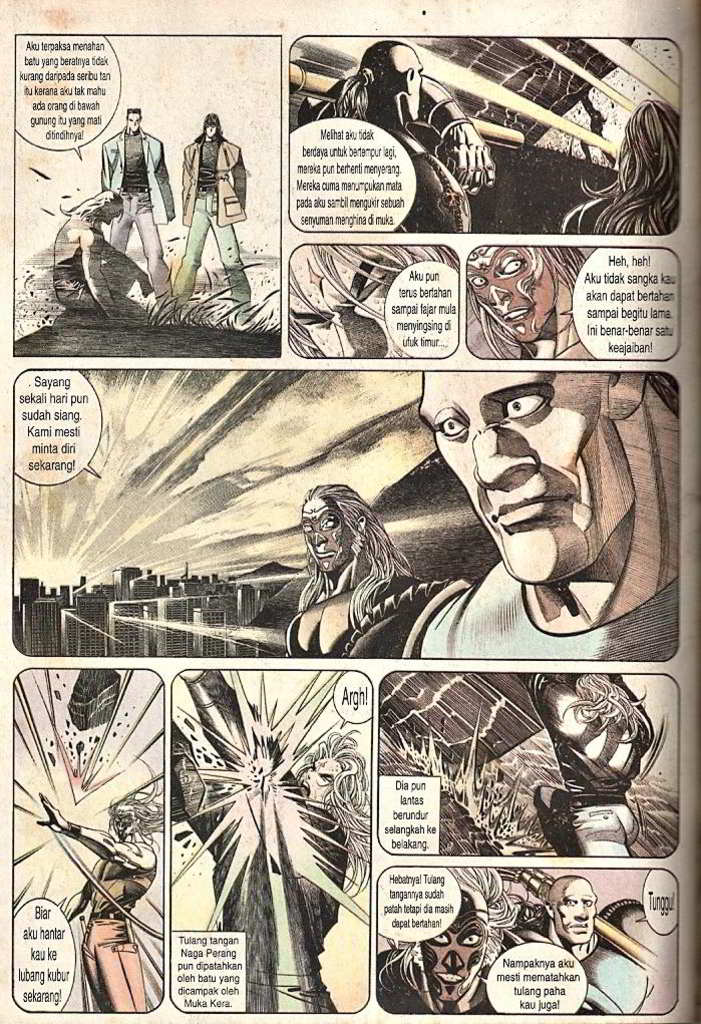 Aku terpaksa menahan
batu yang beratnya tidak
kurang daripada seribu tan
itu kerana aku tak mahu
ada orang di bawah
gunung itu yang mati
ditindihnya!
Melihat aku tidak
berdaya untuk bertempur lagi,
mereka pun berhenti menyerang.
Mereka cuma menumpukan mata
pada aku sambil mengukir sebuah
senyuman menghina di muka.
Aku pun
terus bertahan
sampai fajar mula
menyingsing di
ufuk timur....
Heh, heh!
Aku tidak sangka kau
akan dapat bertahan
sampai begitu lama.
Ini benar-benar satu
keajaiban!
. Sayang
sekali hari pun
sudah siang.
Kami mesti
minta diri
sekarang!
Biar
aku hantar
kau ke
lubang kubur
sekarang!
Argh!
Tulang tangan
Naga Perang
pun dipatahkan
oleh batu yang
dicampak oleh
Muka Kera.
Dia pun
lantas
berundur
selangkah ke
belakang.
Hebatnya! Tulang
tangannya sudah
patah tetapi dia masih
dapat bertahan!
Nampaknya aku
mesti mematahkan
tulang paha
kau juga!
Tunggu!